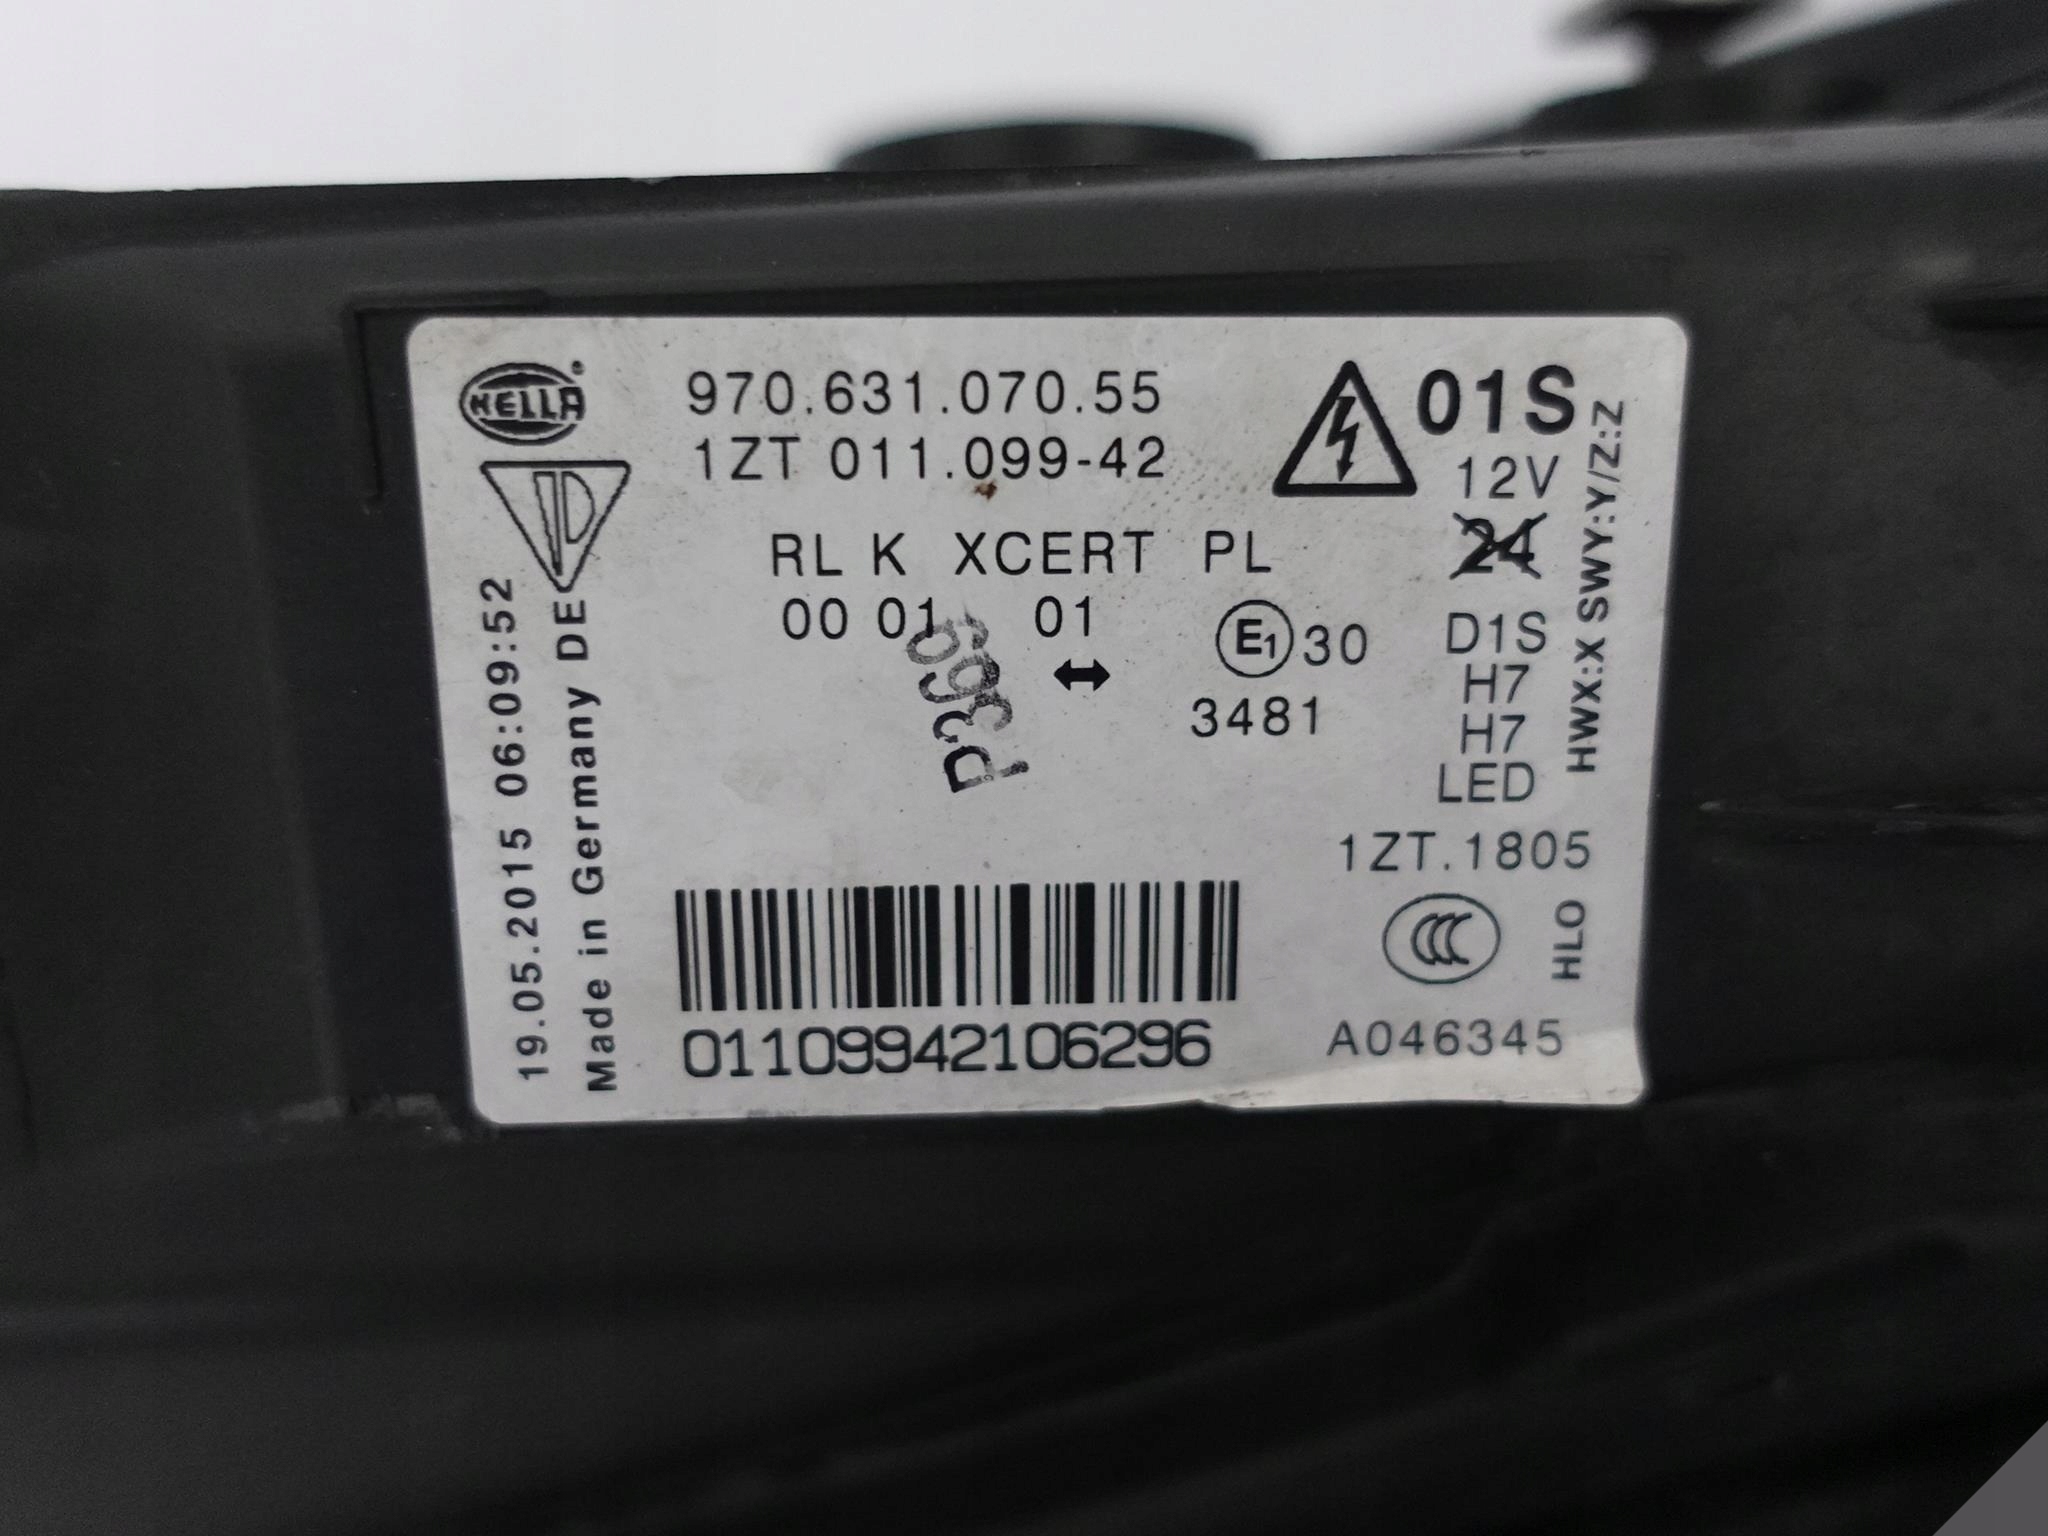 HELLA
970.631.070.55
1ZT 011.099-42
01S
12V
24
RL K XCERT PL
00 01 01
E1 30
3481
P369
D1S
H7
H7
LED
HWX:X SWY:Y/Z:Z
1ZT.1805
CCC
HLO
A046345
01109942106296
19.05.2015 06:09:52
Made in Germany DE